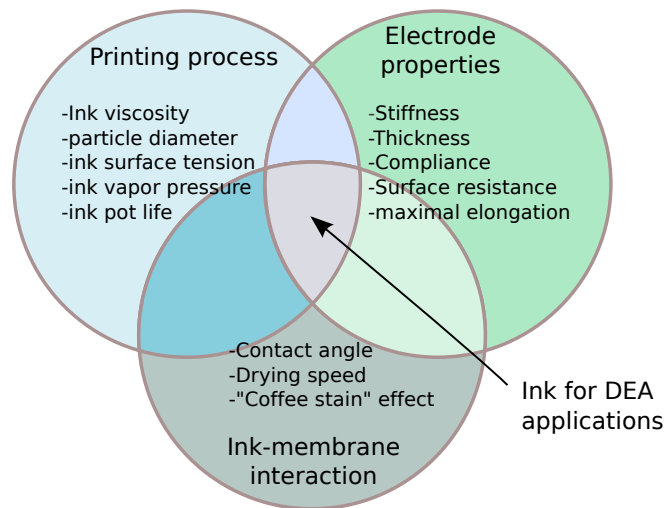 Printing process
-Ink viscosity
-particle diameter
-ink surface tension
-ink vapor pressure
-ink pot life
Electrode
properties
-Stiffness
-Thickness
-Compliance
-Surface resistance
-maximal elongation
-Contact angle
-Drying speed
-"Coffee stain" effect
Ink-membrane
interaction
Ink for DEA
applications